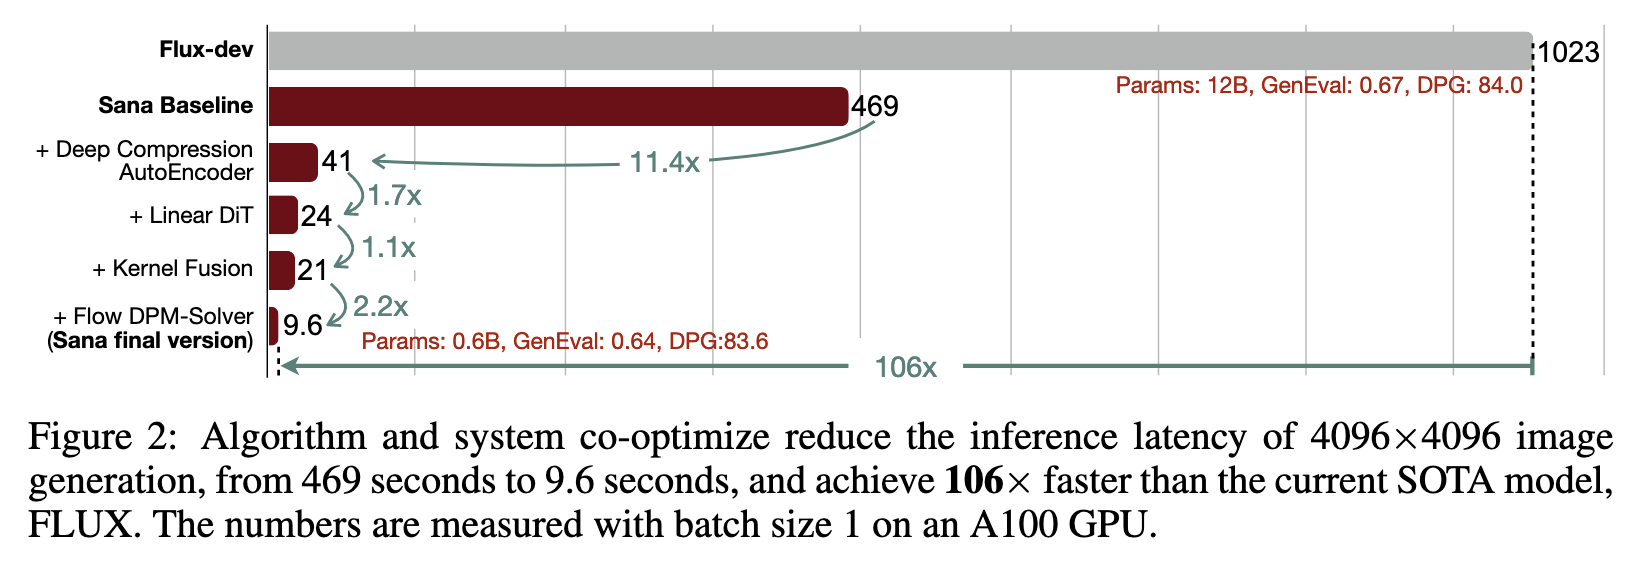 Flux-dev
1023
Params: 12B, GenEval: 0.67, DPG: 84.0
Sana Baseline
469
+ Deep Compression
AutoEncoder
41
11.4x
1.7x
+ Linear DiT
24
1.1x
+ Kernel Fusion
21
2.2x
+ Flow DPM-Solver
(Sana final version)
9.6
Params: 0.6B, GenEval: 0.64, DPG:83.6
106x
Figure 2: Algorithm and system co-optimize reduce the inference latency of 4096×4096 image
generation, from 469 seconds to 9.6 seconds, and achieve 106× faster than the current SOTA model,
FLUX. The numbers are measured with batch size 1 on an A100 GPU.